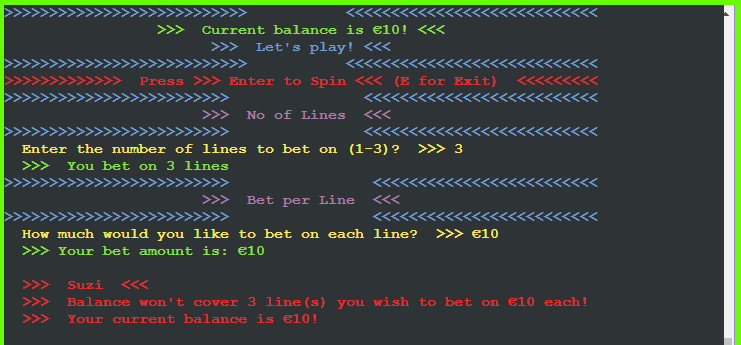 >>>>>>>>>>>>>>>>>>>>>>>>>>> <<<<<<<<<<<<<<<<<<<<<<<<<<<<
>>> Current balance is €10! <<<
>>> Let's play! <<<
>>>>>>>>>>>>>>>>>>>>>>>>>>> <<<<<<<<<<<<<<<<<<<<<<<<<<<<
>>>>>>>>>>>>> Press >>> Enter to Spin <<< (E for Exit) <<<<<<<<<
>>>>>>>>>>>>>>>>>>>>>>>>> <<<<<<<<<<<<<<<<<<<<<<<<<<
>>> No of Lines <<<
>>>>>>>>>>>>>>>>>>>>>>>>> <<<<<<<<<<<<<<<<<<<<<<<<<<
Enter the number of lines to bet on (1-3)? >>> 3
>>> You bet on 3 lines
>>>>>>>>>>>>>>>>>>>>>>>>> <<<<<<<<<<<<<<<<<<<<<<<<<
>>> Bet per Line <<<
>>>>>>>>>>>>>>>>>>>>>>>>> <<<<<<<<<<<<<<<<<<<<<<<<<
How much would you like to bet on each line? >>> €10
>>> Your bet amount is: €10
>>> Suzi <<<
>>> Balance won't cover 3 line(s) you wish to bet on €10 each!
>>> Your current balance is €10!